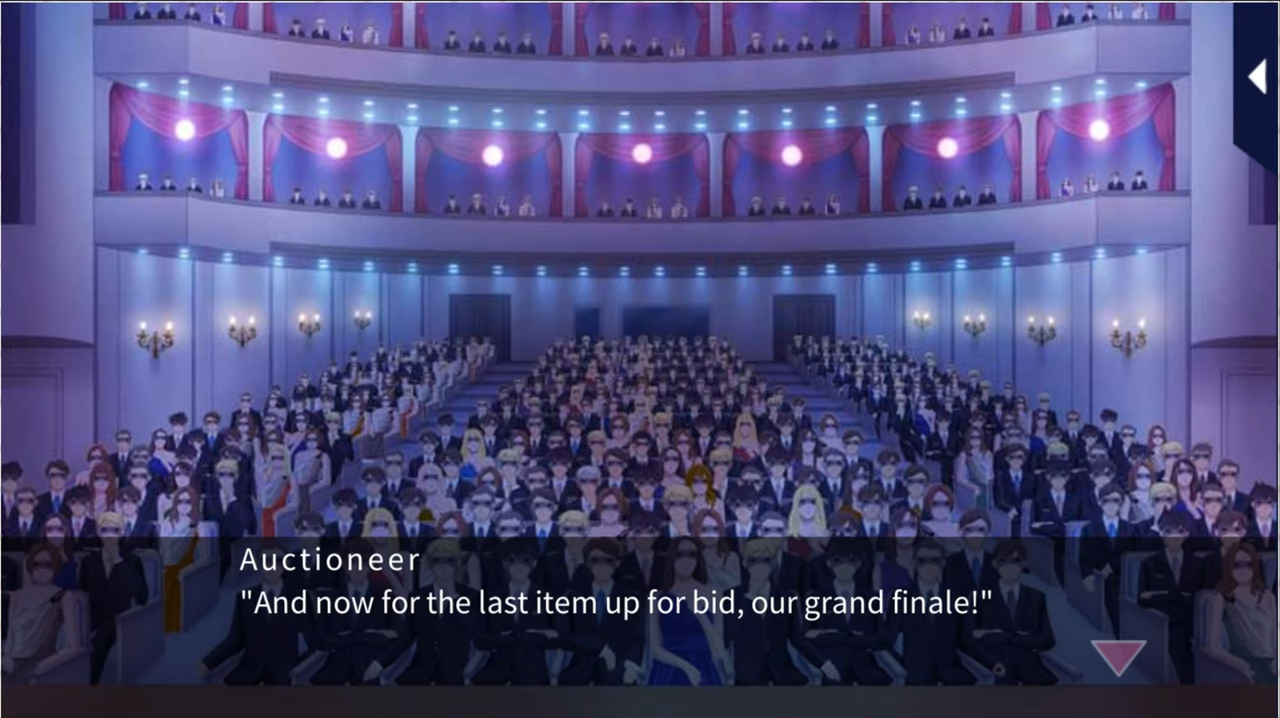 Auctioneer
"And now for the last item up for bid, our grand finale!"